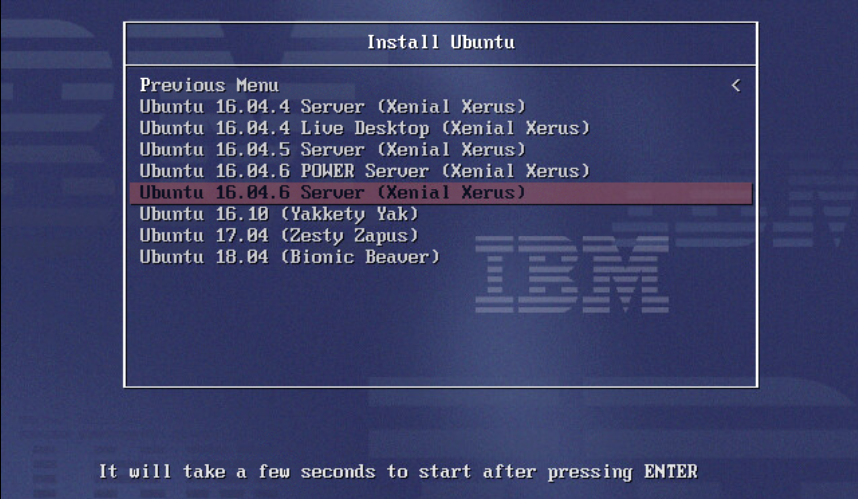 Install Ubuntu
Previous Menu <
Ubuntu 16.04.4 Server (Xenial Xerus)
Ubuntu 16.04.4 Live Desktop (Xenial Xerus)
Ubuntu 16.04.5 Server (Xenial Xerus)
Ubuntu 16.04.6 POWER Server (Xenial Xerus)
Ubuntu 16.04.6 Server (Xenial Xerus)
Ubuntu 16.10 (Yakkety Yak)
Ubuntu 17.04 (Zesty Zapus)
Ubuntu 18.04 (Bionic Beaver)
IBM
It will take a few seconds to start after pressing ENTER